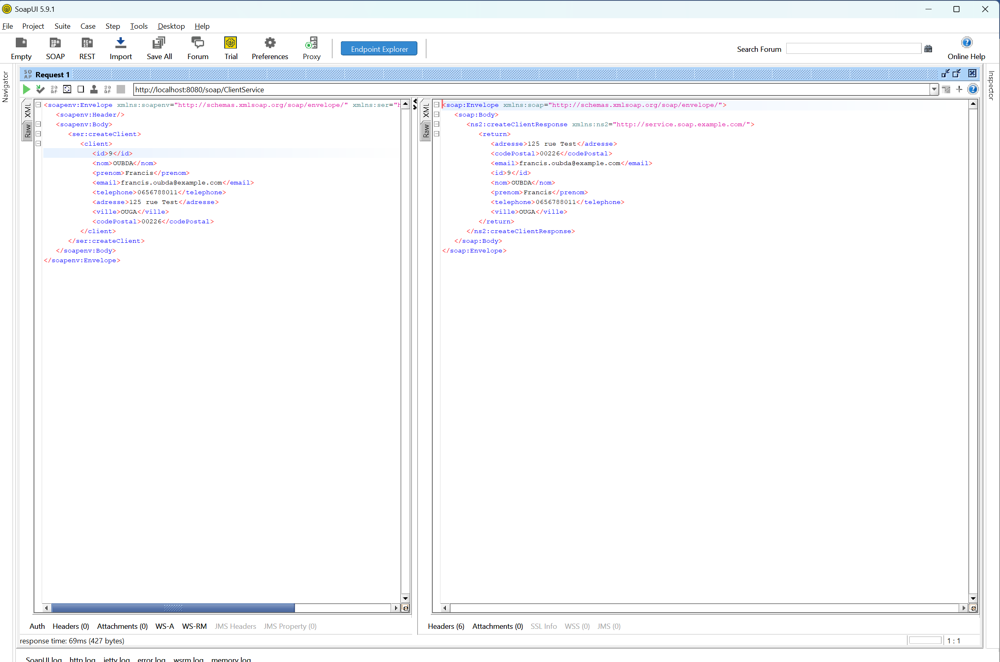 SoapUI 5.9.1
File Project Suite Case Step Tools Desktop Help
Empty SOAP REST Import Save All Forum Trial Preferences Proxy Endpoint Explorer Search Forum Online Help
Navigator
Inspector
SO AP Request 1
http://localhost:8080/soap/ClientService
XML
Raw
<soapenv:Envelope xmlns:soapenv="http://schemas.xmlsoap.org/soap/envelope/" xmlns:ser="h
<soapenv:Header/>
<soapenv:Body>
<ser:createClient>
<client>
<id>9</id>
<nom>OUBDA</nom>
<prenom>Francis</prenom>
<email>francis.oubda@example.com</email>
<telephone>0656788011</telephone>
<adresse>125 rue Test</adresse>
<ville>OUGA</ville>
<codePostal>00226</codePostal>
</client>
</ser:createClient>
</soapenv:Body>
</soapenv:Envelope>
XML
Raw
<soap:Envelope xmlns:soap="http://schemas.xmlsoap.org/soap/envelope/">
<soap:Body>
<ns2:createClientResponse xmlns:ns2="http://service.soap.example.com/">
<return>
<adresse>125 rue Test</adresse>
<codePostal>00226</codePostal>
<email>francis.oubda@example.com</email>
<id>9</id>
<nom>OUBDA</nom>
<prenom>Francis</prenom>
<telephone>0656788011</telephone>
<ville>OUGA</ville>
</return>
</ns2:createClientResponse>
</soap:Body>
</soap:Envelope>
Auth Headers (0) Attachments (0) WS-A WS-RM JMS Headers JMS Property (0)
Headers (6) Attachments (0) SSL Info WSS (0) JMS (0)
response time: 69ms (427 bytes)
1 : 1
SoapUI log http log jetty log error log wsrm log memory log